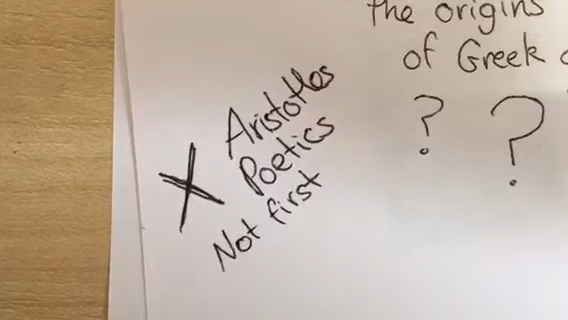 the origins
of Greek
? ?
X
Aristotles
Poetics
Not first